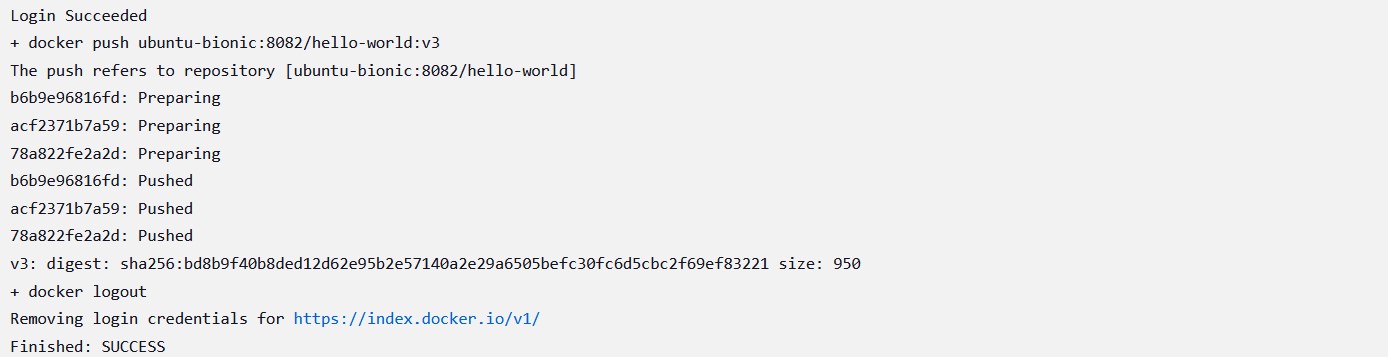 Login Succeeded
+ docker push ubuntu-bionic:8082/hello-world:v3
The push refers to repository [ubuntu-bionic:8082/hello-world]
b6b9e96816fd: Preparing
acf2371b7a59: Preparing
78a822fe2a2d: Preparing
b6b9e96816fd: Pushed
acf2371b7a59: Pushed
78a822fe2a2d: Pushed
v3: digest: sha256:bd8b9f40b8ded12d62e95b2e57140a2e29a6505befc30fc6d5cbc2f69ef83221 size: 950
+ docker logout
Removing login credentials for https://index.docker.io/v1/
Finished: SUCCESS